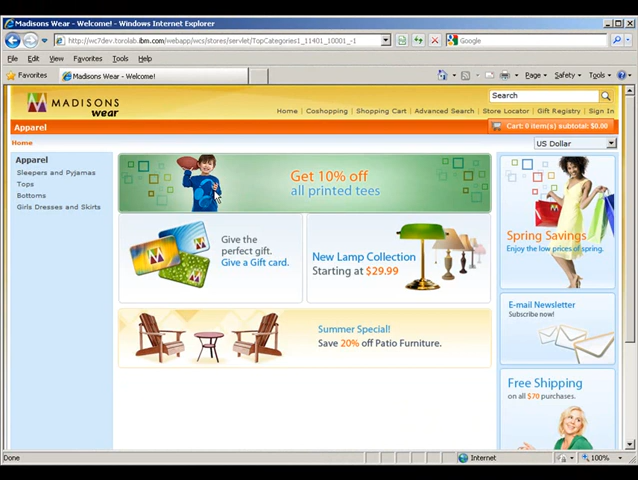 Madisons Wear - Welcome! - Windows Internet Explorer
http://wc7dev.torolab.ibm.com/webapp/wcs/stores/servlet/TopCategories1_11401_10001_-1
Google
File Edit View Favorites Tools Help
Favorites Madisons Wear - Welcome! Page Safety Tools
MADISONS
wear
Search
Home | Coshopping | Shopping Cart | Advanced Search | Store Locator | Gift Registry | Sign In
Apparel
Cart: 0 item(s) subtotal: $0.00
Home
US Dollar
Apparel
Sleepers and Pyjamas
Tops
Bottoms
Girls Dresses and Skirts
Get 10% off
all printed tees
Give the
perfect gift.
Give a Gift card.
New Lamp Collection
Starting at $29.99
Summer Special!
Save 20% off Patio Furniture.
Spring Savings
Enjoy the low prices of spring.
E-mail Newsletter
Subscribe now!
Free Shipping
on all $70 purchases.
Done
Internet
100%